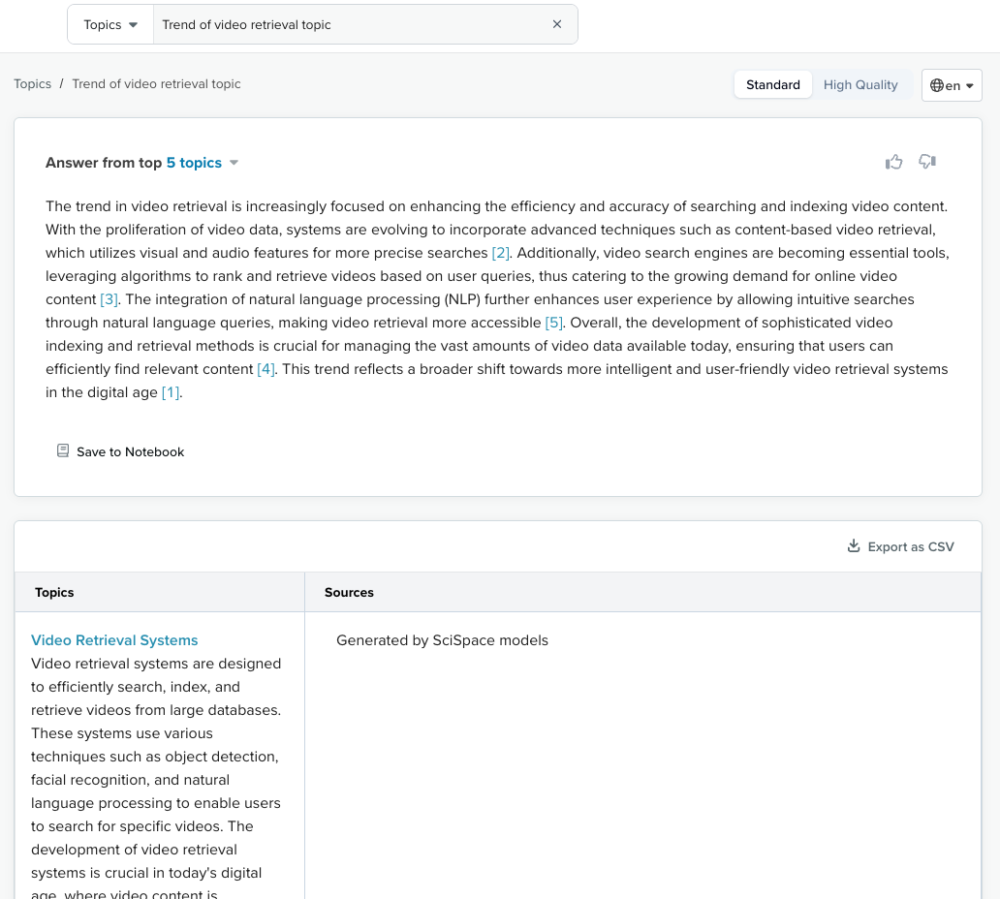 Topics
Trend of video retrieval topic
Topics / Trend of video retrieval topic
Standard
High Quality
en
Answer from top 5 topics
The trend in video retrieval is increasingly focused on enhancing the efficiency and accuracy of searching and indexing video content.
With the proliferation of video data, systems are evolving to incorporate advanced techniques such as content-based video retrieval,
which utilizes visual and audio features for more precise searches [2]. Additionally, video search engines are becoming essential tools,
leveraging algorithms to rank and retrieve videos based on user queries, thus catering to the growing demand for online video
content [3]. The integration of natural language processing (NLP) further enhances user experience by allowing intuitive searches
through natural language queries, making video retrieval more accessible [5]. Overall, the development of sophisticated video
indexing and retrieval methods is crucial for managing the vast amounts of video data available today, ensuring that users can
efficiently find relevant content [4]. This trend reflects a broader shift towards more intelligent and user-friendly video retrieval systems
in the digital age [1].
Save to Notebook
Export as CSV
Topics
Sources
Video Retrieval Systems
Video retrieval systems are designed
to efficiently search, index, and
retrieve videos from large databases.
These systems use various
techniques such as object detection,
facial recognition, and natural
language processing to enable users
to search for specific videos. The
development of video retrieval
systems is crucial in today's digital
age, where video content is
Generated by SciSpace models